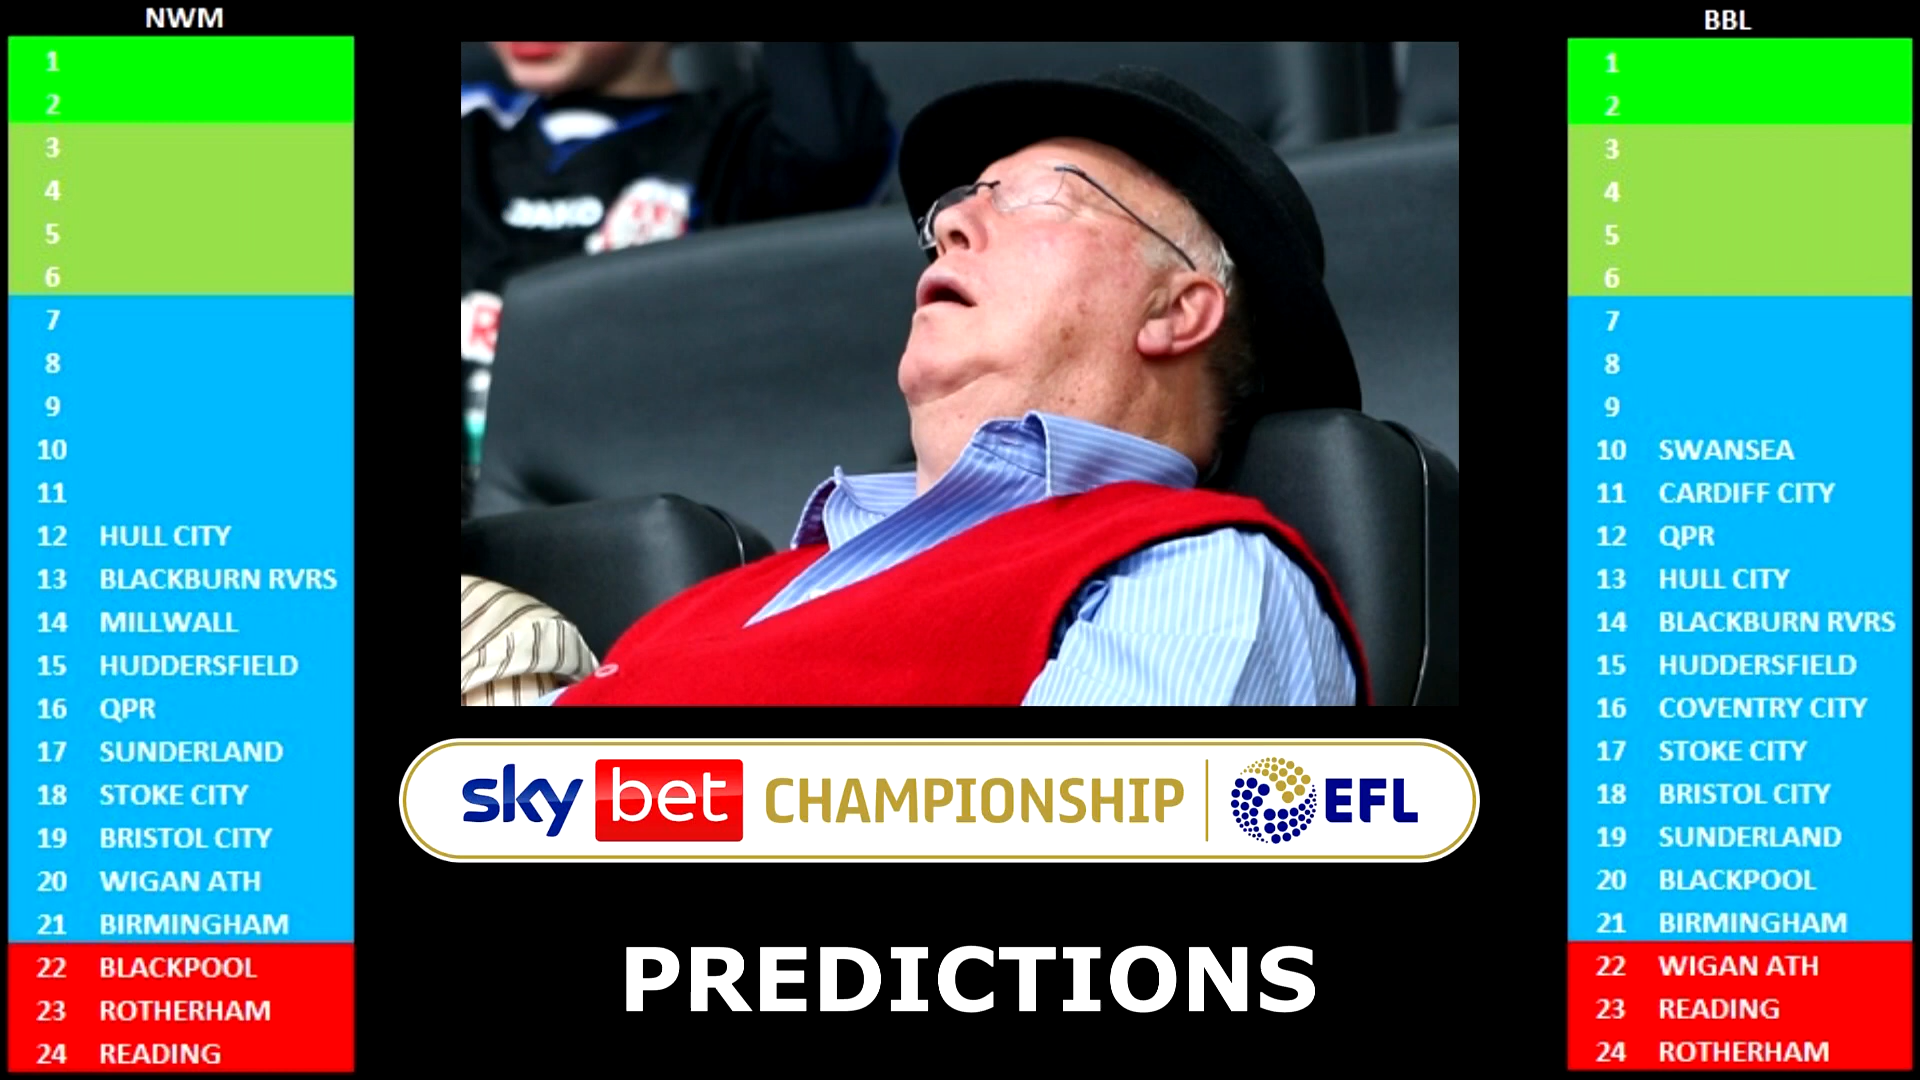 NWM
1
2
3
4
5
6
7
8
9
10
11
12 HULL CITY
13 BLACKBURN RVRS
14 MILLWALL
15 HUDDERSFIELD
16 QPR
17 SUNDERLAND
18 STOKE CITY
19 BRISTOL CITY
20 WIGAN ATH
21 BIRMINGHAM
22 BLACKPOOL
23 ROTHERHAM
24 READING
JAKO
R
sky bet CHAMPIONSHIP EFL
PREDICTIONS
BBL
1
2
3
4
5
6
7
8
9
10 SWANSEA
11 CARDIFF CITY
12 QPR
13 HULL CITY
14 BLACKBURN RVRS
15 HUDDERSFIELD
16 COVENTRY CITY
17 STOKE CITY
18 BRISTOL CITY
19 SUNDERLAND
20 BLACKPOOL
21 BIRMINGHAM
22 WIGAN ATH
23 READING
24 ROTHERHAM